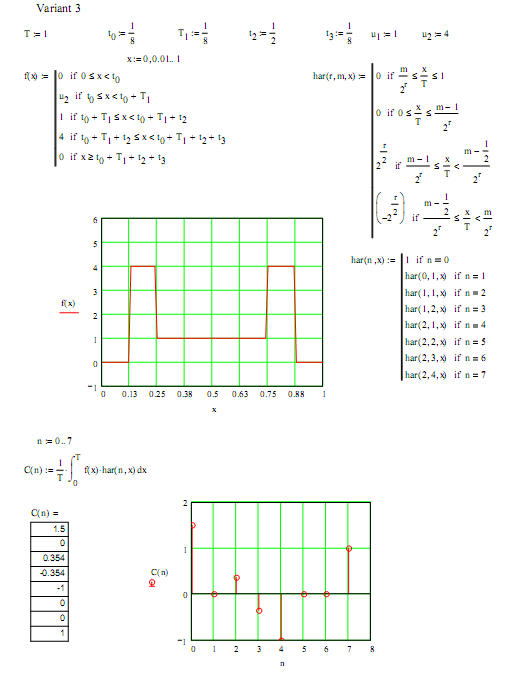 Variant 3
T := 1 t0 := 1/8 T1 := 1/8 t2 := 1/2 t3 := 1/8 u1 := 1 u2 := 4
x := 0, 0.01.. 1
f(x) := 0 if 0 ≤ x < t0
u2 if t0 ≤ x < t0 + T1
1 if t0 + T1 ≤ x < t0 + T1 + t2
4 if t0 + T1 + t2 ≤ x < t0 + T1 + t2 + t3
0 if x ≥ t0 + T1 + t2 + t3
har(r, m, x) := 0 if m/2^r ≤ x/T ≤ 1
0 if 0 ≤ x/T ≤ (m − 1)/2^r
2^(r/2) if (m − 1)/2^r ≤ x/T < (m − 1/2)/2^r
(−2^(r/2)) if (m − 1/2)/2^r ≤ x/T < m/2^r
6
5
4
3
2
1
0
−1
f(x)
0 0.13 0.25 0.38 0.5 0.63 0.75 0.88 1
x
har(n, x) := 1 if n = 0
har(0, 1, x) if n = 1
har(1, 1, x) if n = 2
har(1, 2, x) if n = 3
har(2, 1, x) if n = 4
har(2, 2, x) if n = 5
har(2, 3, x) if n = 6
har(2, 4, x) if n = 7
n := 0.. 7
C(n) := 1/T · ∫0^T f(x)·har(n, x) dx
C(n) =
1.5
0
0.354
-0.354
-1
0
0
1
2
1
0
−1
C(n)
0 1 2 3 4 5 6 7 8
n